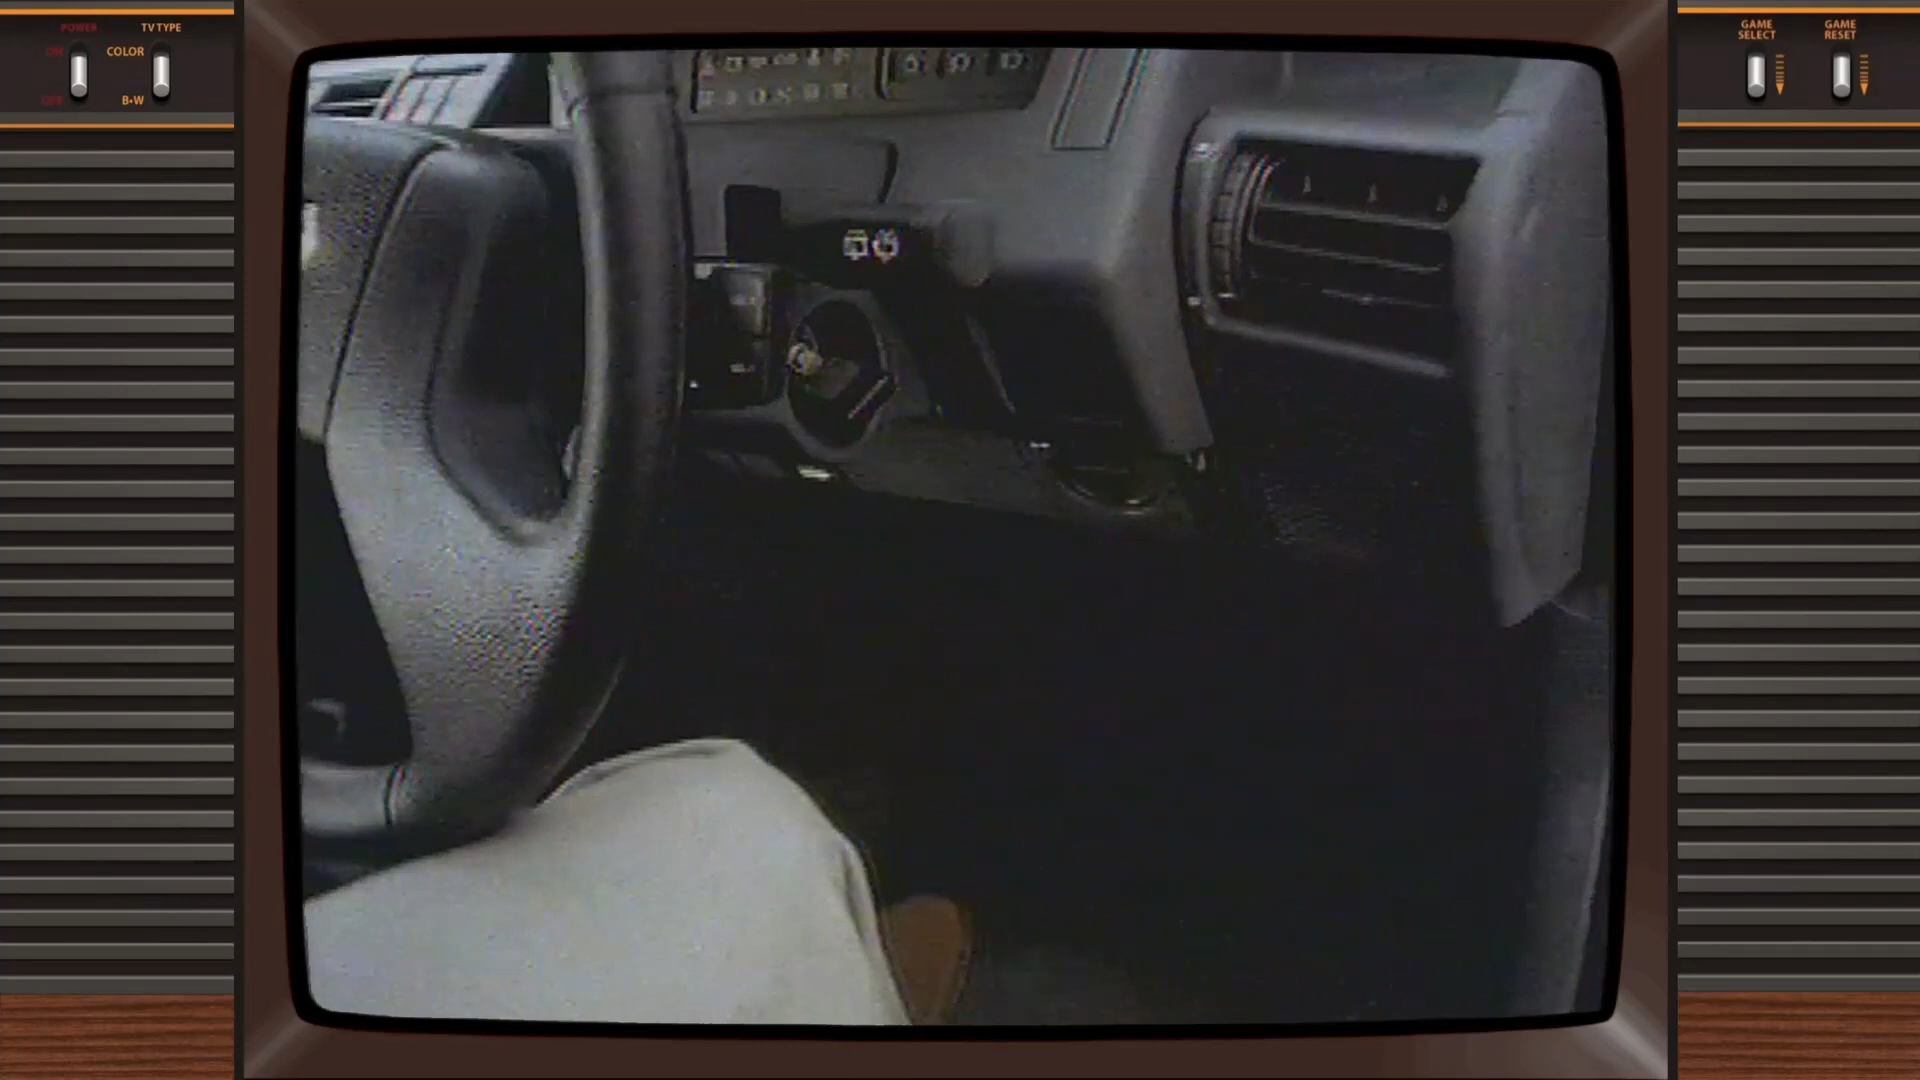 POWER
TV TYPE
ON
COLOR
OFF
B•W
GAME
SELECT
GAME
RESET